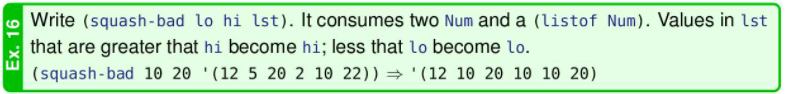 Ex. 16
Write (squash-bad lo hi lst). It consumes two Num and a (listof Num). Values in lst
that are greater that hi become hi; less that lo become lo.
(squash-bad 10 20 '(12 5 20 2 10 22)) ⇒ '(12 10 20 10 10 20)